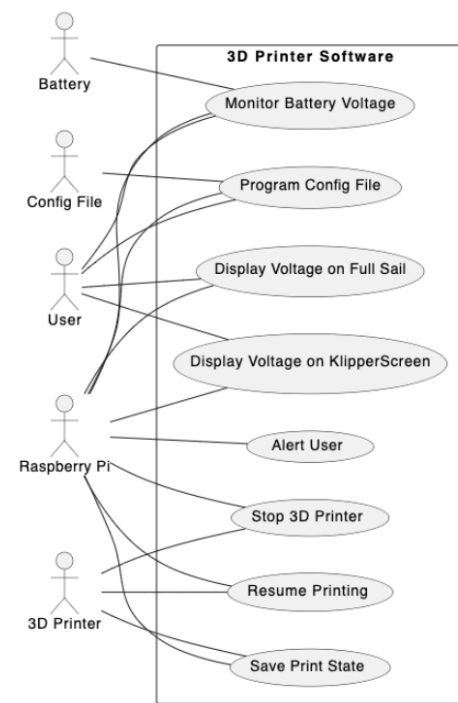 3D Printer Software
Battery
Monitor Battery Voltage
Config File
Program Config File
User
Display Voltage on Full Sail
Display Voltage on KlipperScreen
Raspberry Pi
Alert User
Stop 3D Printer
3D Printer
Resume Printing
Save Print State